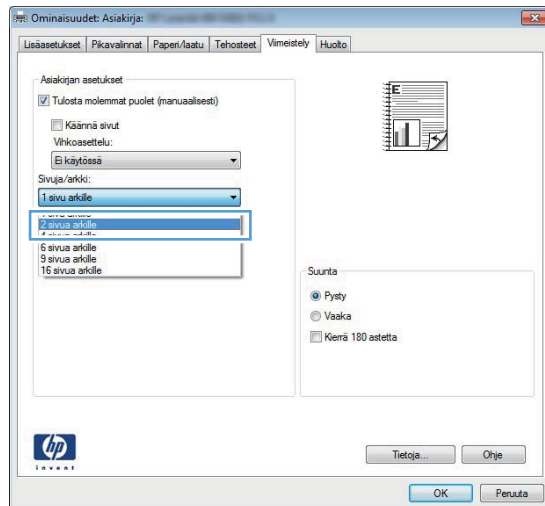 Ominaisuudet: Asiakirja:
Lisäasetukset Pikavalinnat Paperi/laatu Tehosteet Viimeistely Huolto
Asiakirjan asetukset
Tulosta molemmat puolet (manuaalisesti)
Käännä sivut
Vihkoasettelu:
Ei käytössä
Sivuja/arkki:
1 sivu arkille
2 sivua arkille
6 sivua arkille
9 sivua arkille
16 sivua arkille
E
Suunta
Pysty
Vaaka
Kierrä 180 astetta
hp
invent
Tietoja... Ohje
OK Peruuta